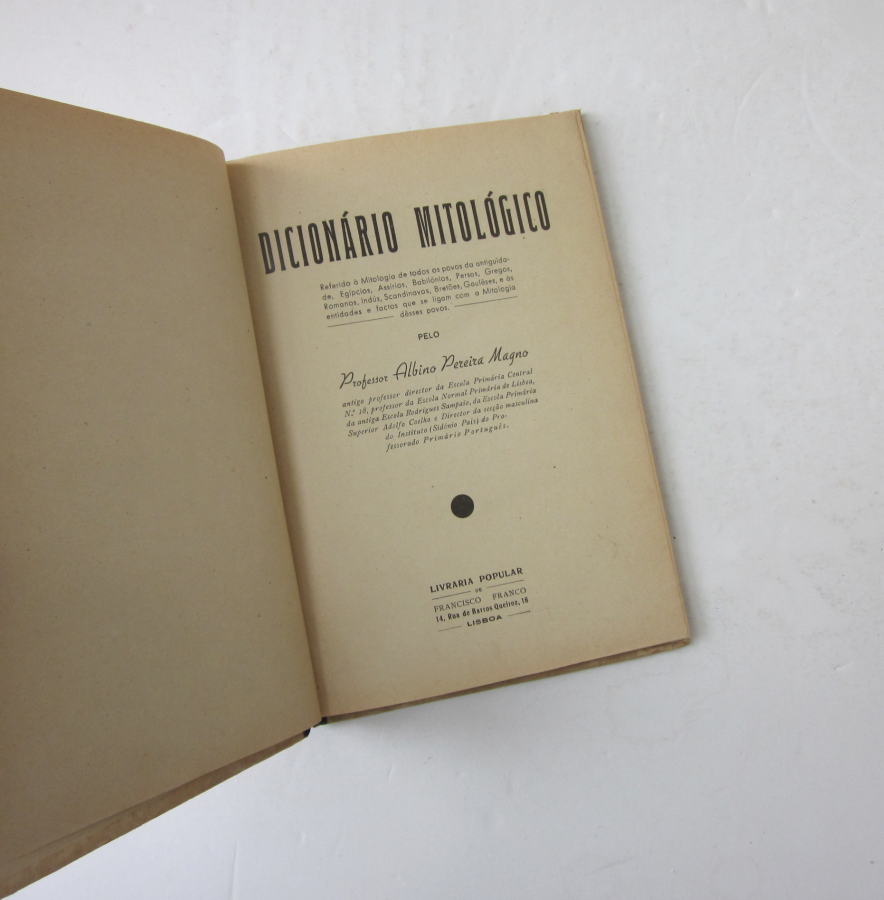 DICIONÁRIO MITOLÓGICO
Referido à Mitologia de todos os povos da antiguida-
de, Egípcios, Assírios, Babilónios, Persas, Gregos,
Romanos, Indús, Scandinavos, Bretões, Gaulêses, e às
entidades e factos que se ligam com a Mitologia
dêsses povos.
PELO
Professor Albino Pereira Magno
antigo professor director da Escola Primária Central
N.º 18, professor da Escola Normal Primária de Lisboa,
da antiga Escola Rodrigues Sampaio, da Escola Primária
Superior Adolfo Coelho e Director da secção masculina
do Instituto (Sidónio Pais) do Pro-
fessorado Primário Português.
LIVRARIA POPULAR
DE
FRANCISCO FRANCO
14, Rua de Barros Queiroz, 18
LISBOA